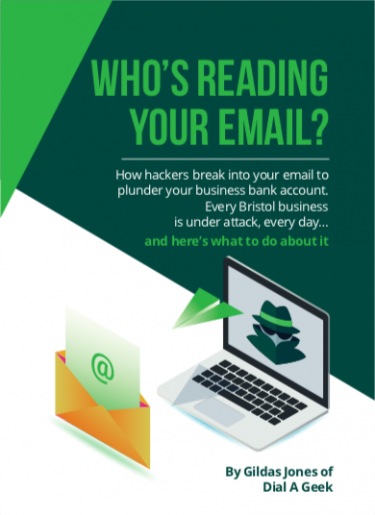 WHO'S READING
YOUR EMAIL?
How hackers break into your email to
plunder your business bank account.
Every Bristol business
is under attack, every day...
and here's what to do about it
@
By Gildas Jones of
Dial A Geek